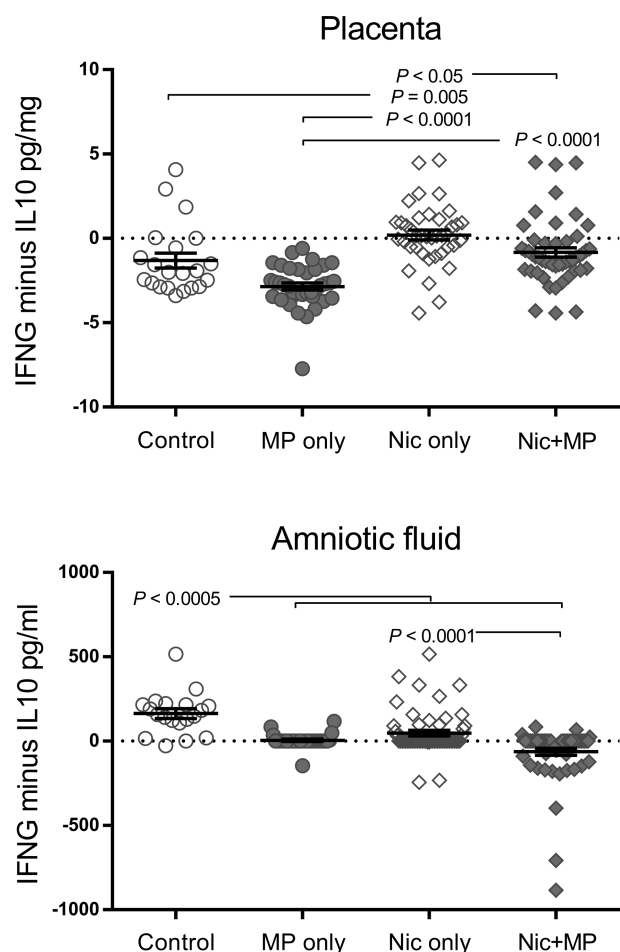 Placenta
IFNG minus IL10 pg/mg
10
5
0
-5
-10
P < 0.05
P = 0.005
P < 0.0001
P < 0.0001
Control MP only Nic only Nic+MP
Amniotic fluid
IFNG minus IL10 pg/ml
1000
500
0
-500
-1000
P < 0.0005
P < 0.0001
Control MP only Nic only Nic+MP